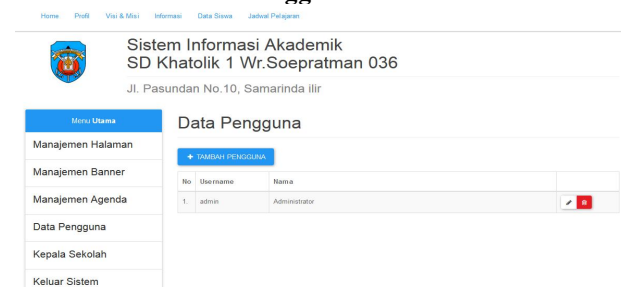 Home Profil Visi & Misi Informasi Data Siswa Jadwal Pelajaran
Sistem Informasi Akademik
SD Khatolik 1 Wr.Soepratman 036
Jl. Pasundan No.10, Samarinda ilir
Menu Utama
Manajemen Halaman
Manajemen Banner
Manajemen Agenda
Data Pengguna
Kepala Sekolah
Keluar Sistem
Data Pengguna
+ TAMBAH PENGGUNA
No Username Nama
1. admin Administrator